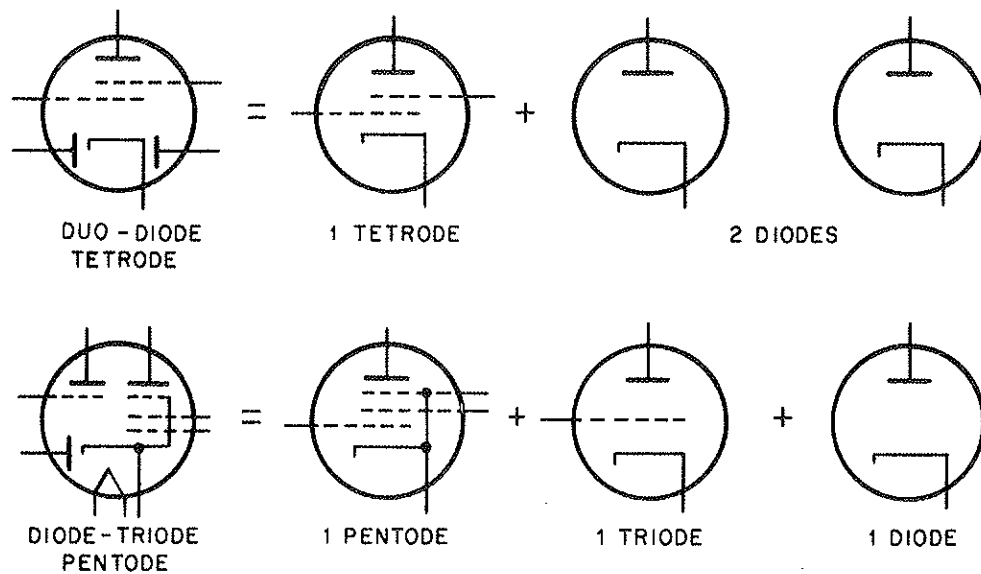 =
+
DUO-DIODE
TETRODE
1 TETRODE
2 DIODES
=
+
+
DIODE-TRIODE
PENTODE
1 PENTODE
1 TRIODE
1 DIODE